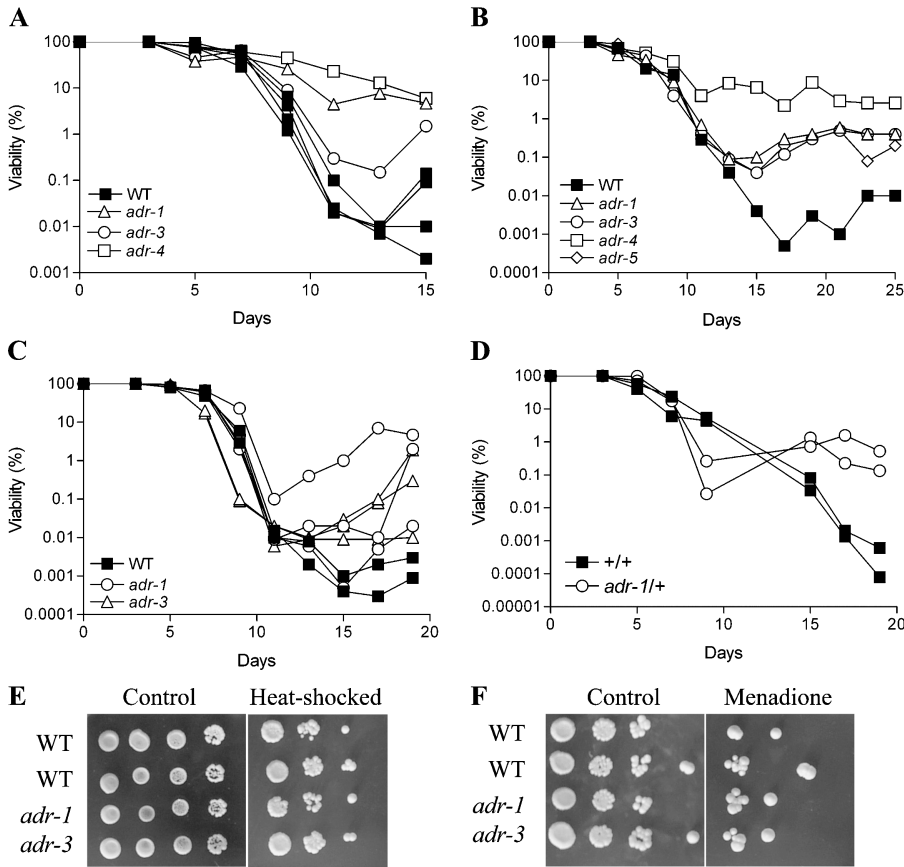 A
B
100
10
1
0.1
0.01
0.001
Viability (%)
WT
adr-1
adr-3
adr-4
0
5
10
15
Days
100
10
1
0.1
0.01
0.001
0.0001
Viability (%)
WT
adr-1
adr-3
adr-4
adr-5
0
5
10
15
20
25
Days
C
D
100
10
1
0.1
0.01
0.001
0.0001
Viability (%)
WT
adr-1
adr-3
0
5
10
15
20
Days
100
10
1
0.1
0.01
0.001
0.0001
0.00001
Viability (%)
+/+
adr-1/+
0
5
10
15
20
Days
E
Control
Heat-shocked
WT
WT
adr-1
adr-3
F
Control
Menadione
WT
WT
adr-1
adr-3